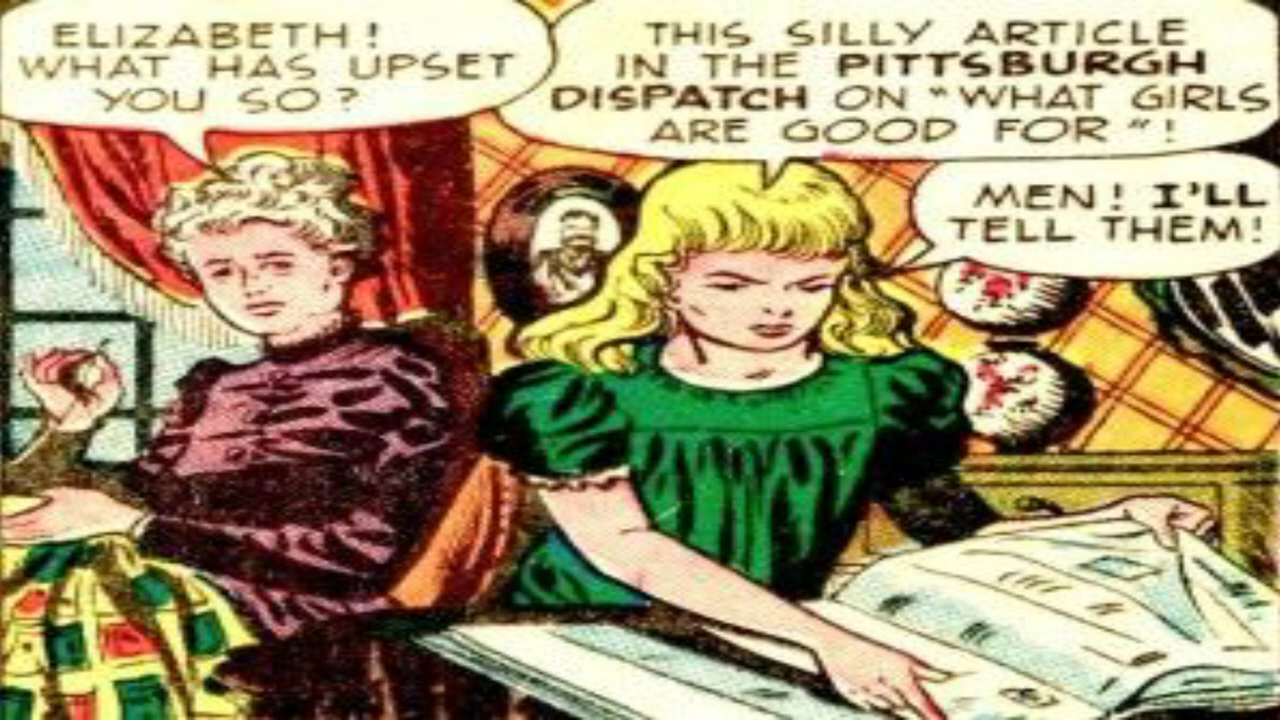 ELIZABETH!
WHAT HAS UPSET
YOU SO?
THIS SILLY ARTICLE
IN THE PITTSBURGH
DISPATCH ON "WHAT GIRLS
ARE GOOD FOR"!
MEN! I'LL
TELL THEM!